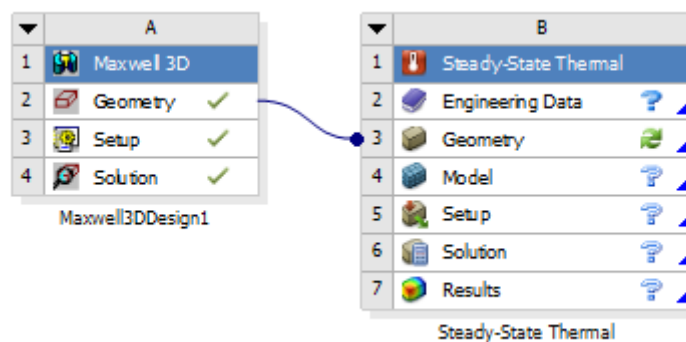 A
1 Maxwell 3D
2 Geometry
3 Setup
4 Solution
Maxwell3DDesign1
B
1 Steady-State Thermal
2 Engineering Data
3 Geometry
4 Model
5 Setup
6 Solution
7 Results
Steady-State Thermal